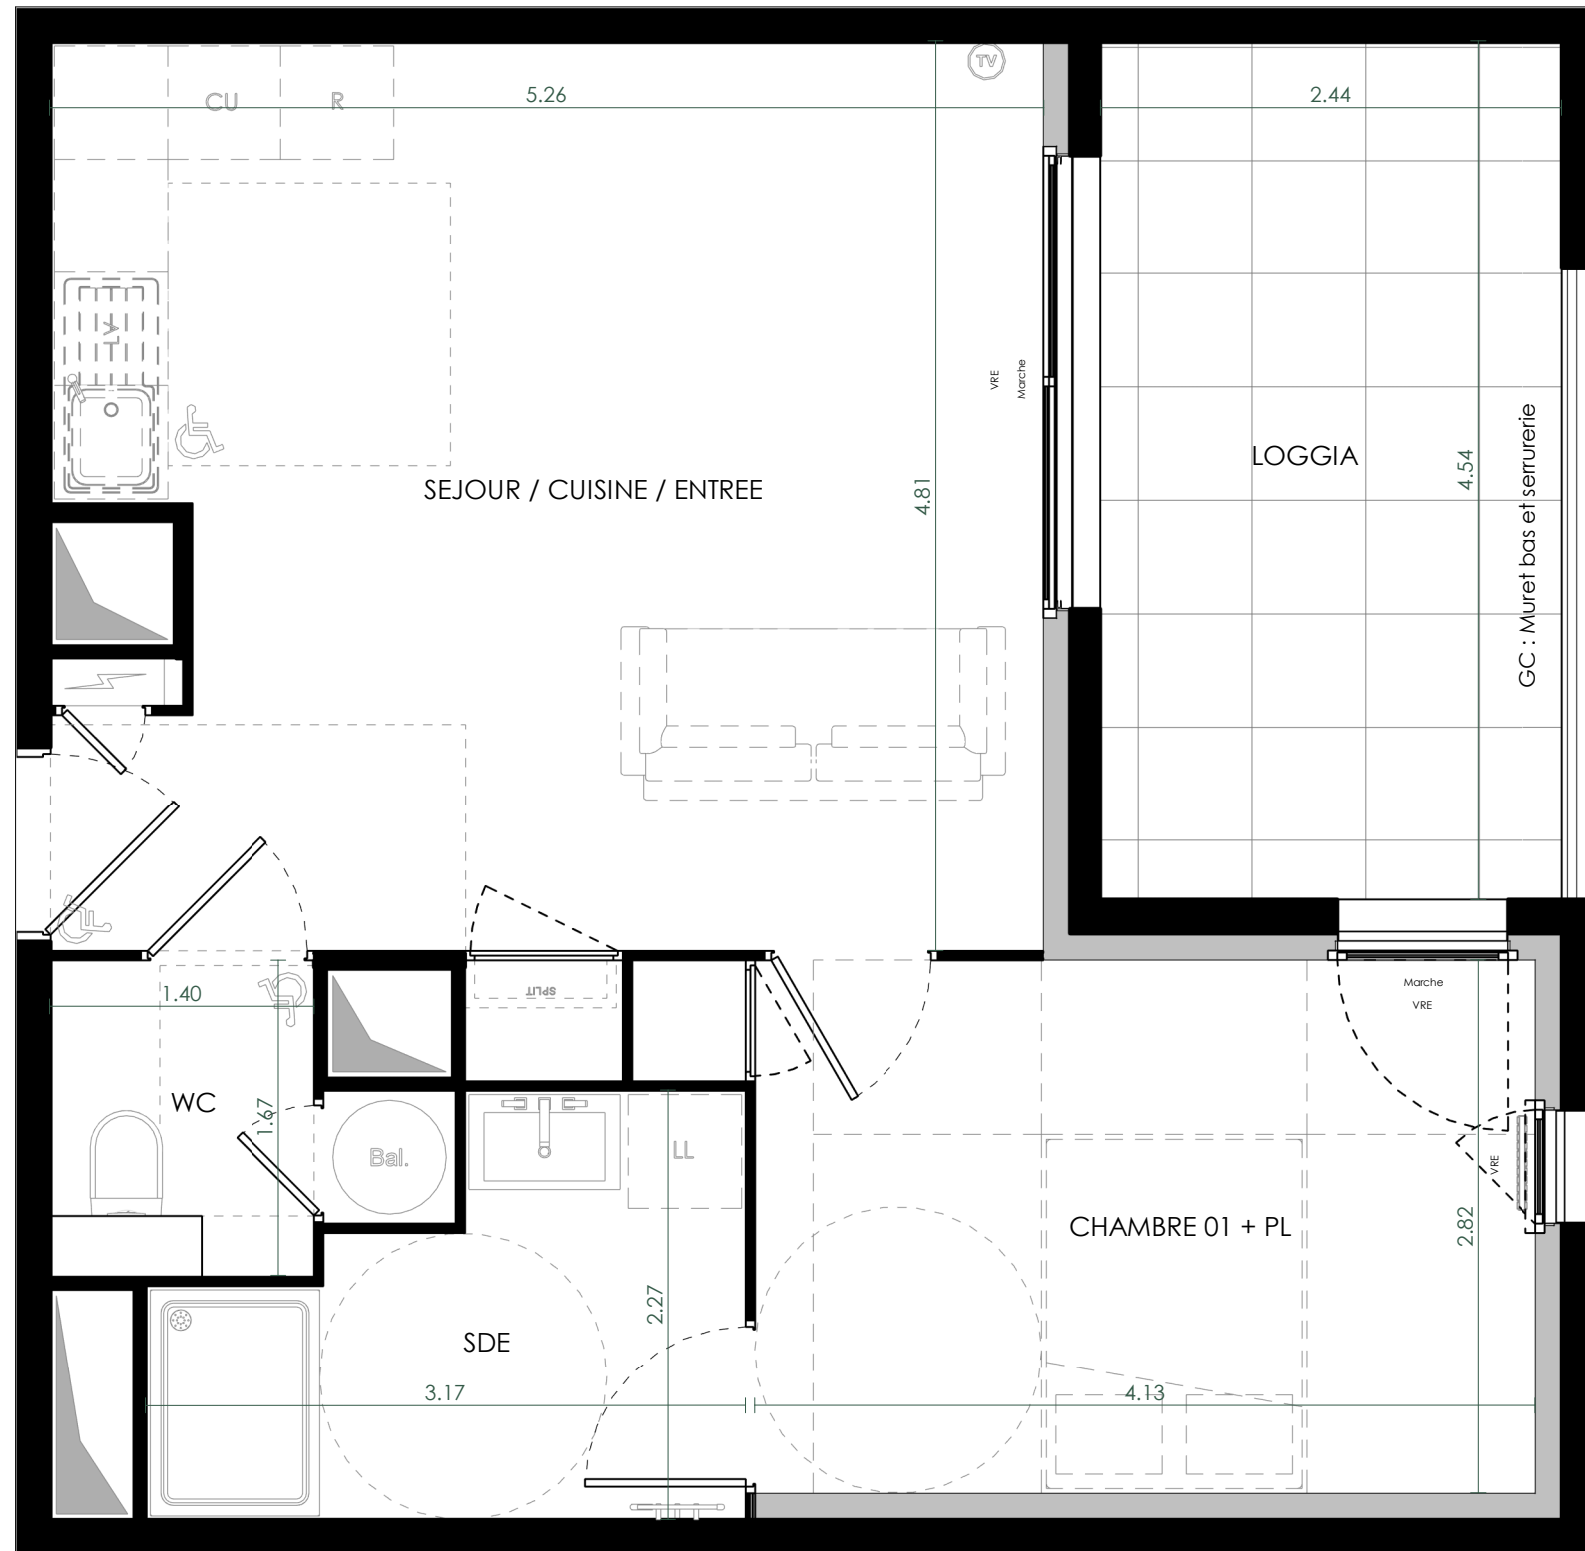 TV
CU
R
5.26
2.44
VRE
Marche
LOGGIA
4.54
GC : Muret bas et serrurerie
4.81
SEJOUR / CUISINE / ENTREE
1.40
SPLIT
Marche
VRE
WC
1.67
Bal.
LL
VRE
CHAMBRE 01 + PL
2.82
2.27
SDE
3.17
4.13